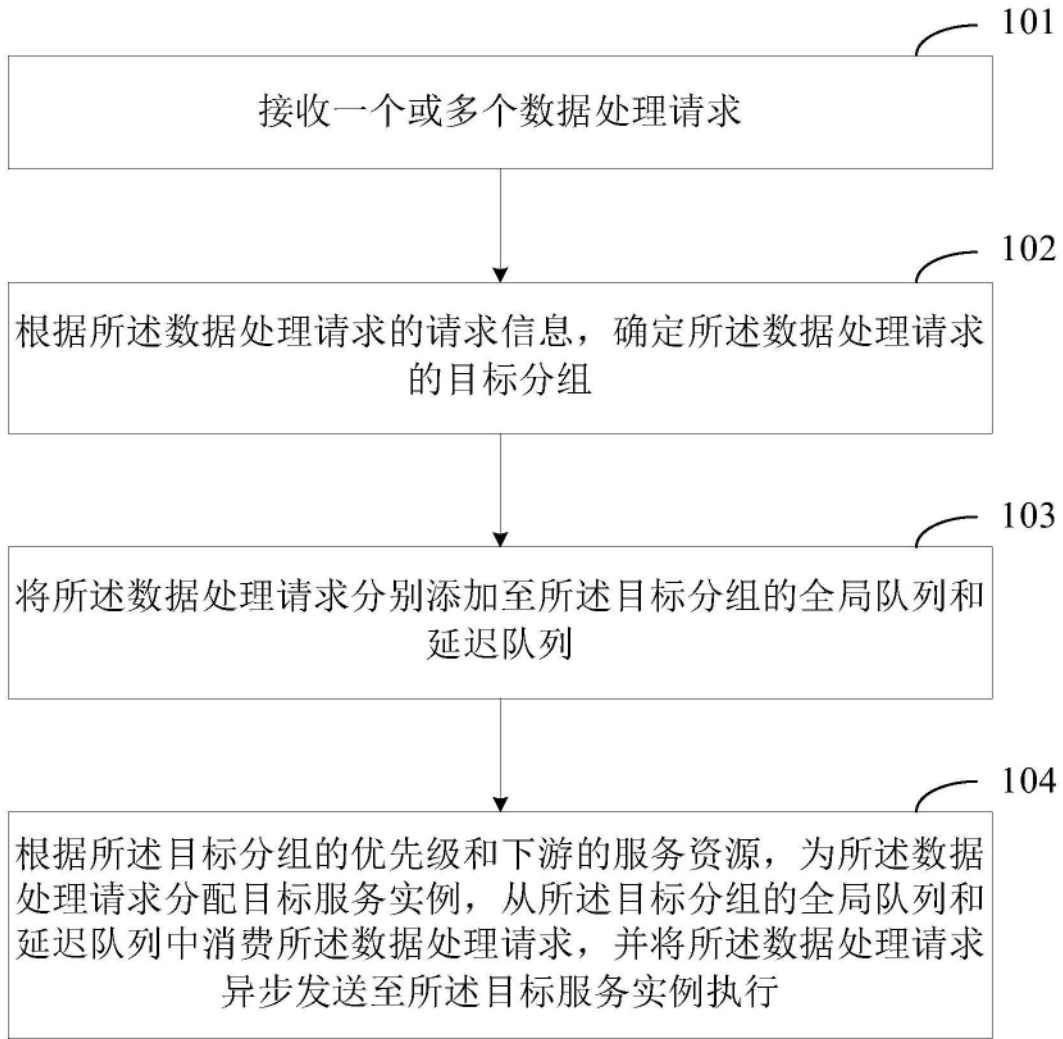 101
接收一个或多个数据处理请求
102
根据所述数据处理请求的请求信息，确定所述数据处理请求
的目标分组
103
将所述数据处理请求分别添加至所述目标分组的全局队列和
延迟队列
104
根据所述目标分组的优先级和下游的服务资源，为所述数据
处理请求分配目标服务实例，从所述目标分组的全局队列和
延迟队列中消费所述数据处理请求，并将所述数据处理请求
异步发送至所述目标服务实例执行